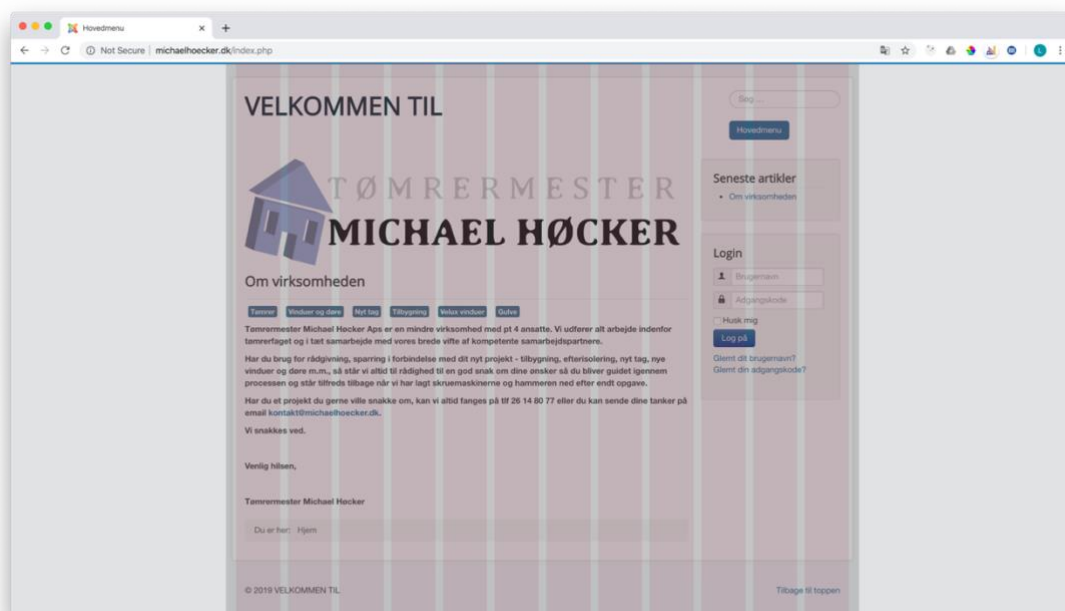 Hovedmenu
Not Secure michaelhoecker.dk/index.php
VELKOMMEN TIL
Søg ...
Hovedmenu
TØMRERMESTER
MICHAEL HØCKER
Seneste artikler
Om virksomheden
Login
Brugernavn
Adgangskode
Husk mig
Log på
Glemt dit brugernavn?
Glemt din adgangskode?
Om virksomheden
Tømrer Vinduer og døre Nyt tag Tilbygning Velux vinduer Gulve
Tømrermester Michael Høcker Aps er en mindre virksomhed med pt 4 ansatte. Vi udfører alt arbejde indenfor
tømrerfaget og i tæt samarbejde med vores brede vifte af kompetente samarbejdspartnere.
Har du brug for rådgivning, sparring i forbindelse med dit nyt projekt - tilbygning, efterisolering, nyt tag, nye
vinduer og døre m.m., så står vi altid til rådighed til en god snak om dine ønsker så du bliver guidet igennem
processen og står tilfreds tilbage når vi har lagt skruemaskinerne og hammeren ned efter endt opgave.
Har du et projekt du gerne ville snakke om, kan vi altid fanges på tlf 26 14 80 77 eller du kan sende dine tanker på
email kontakt@michaelhoecker.dk.
Vi snakkes ved.
Venlig hilsen,
Tømrermester Michael Høcker
Du er her: Hjem
© 2019 VELKOMMEN TIL
Tilbage til toppen